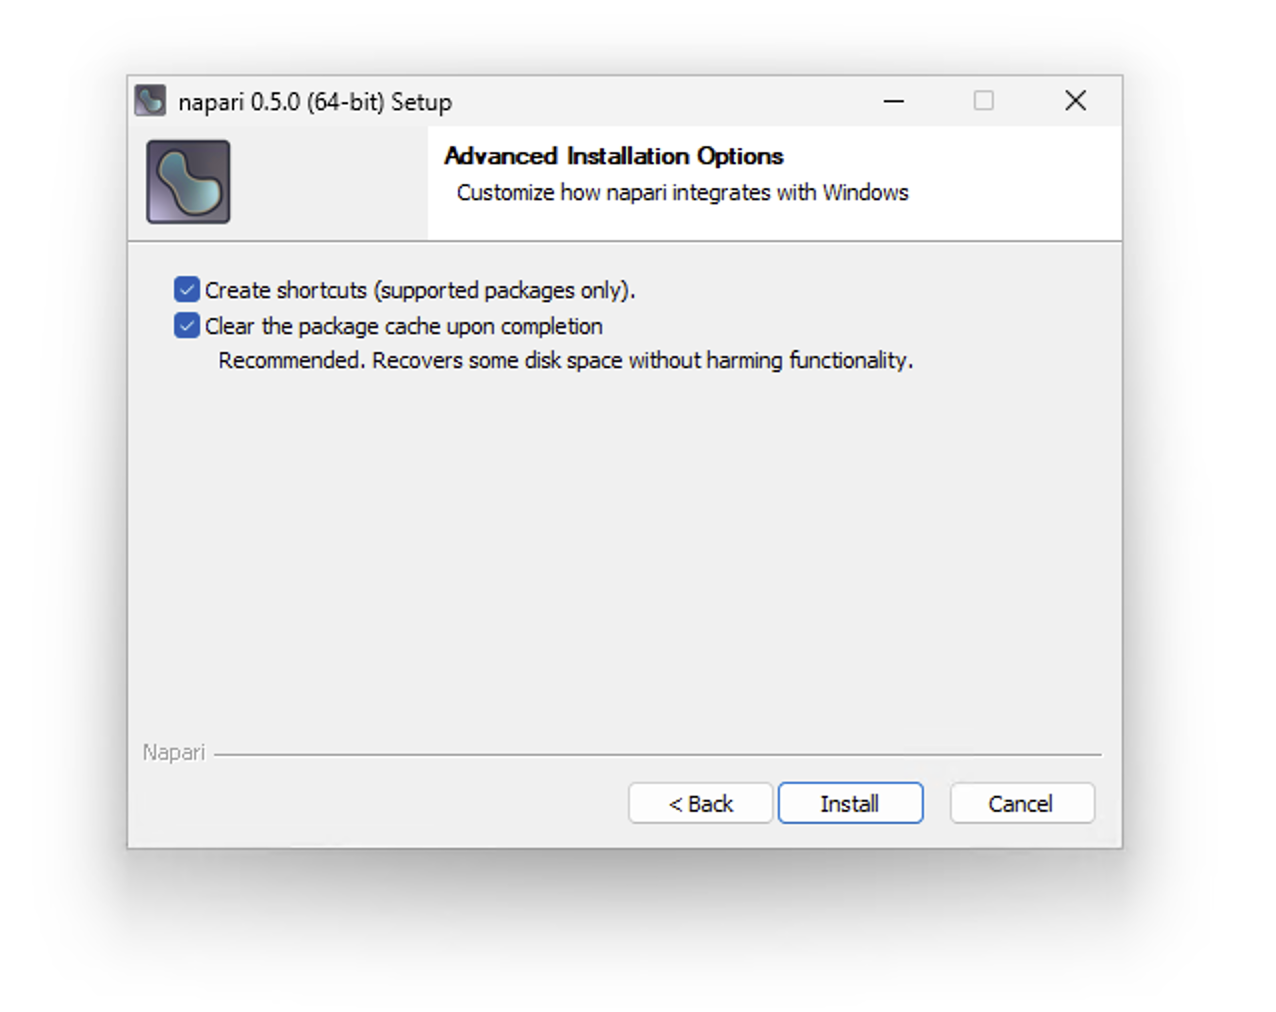 napari 0.5.0 (64-bit) Setup
Advanced Installation Options
Customize how napari integrates with Windows
Create shortcuts (supported packages only).
Clear the package cache upon completion
Recommended. Recovers some disk space without harming functionality.
Napari
< Back
Install
Cancel